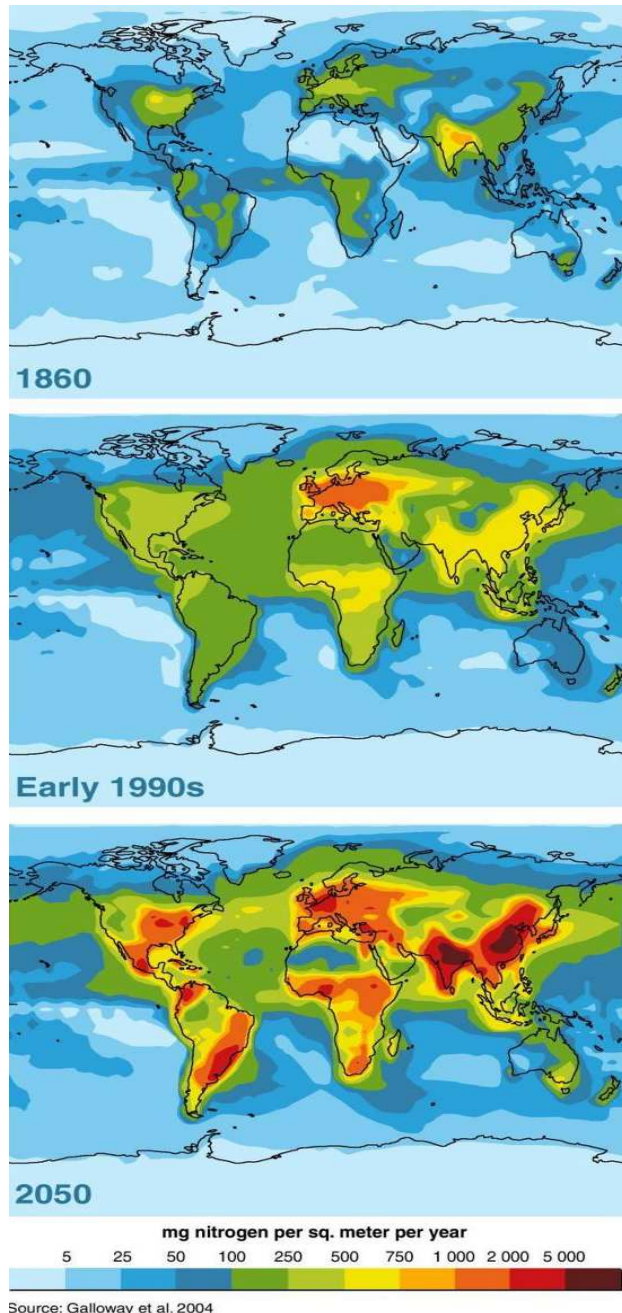 1860
Early 1990s
2050
mg nitrogen per sq. meter per year
5 25 50 100 250 500 750 1 000 2 000 5 000
Source: Galloway et al. 2004